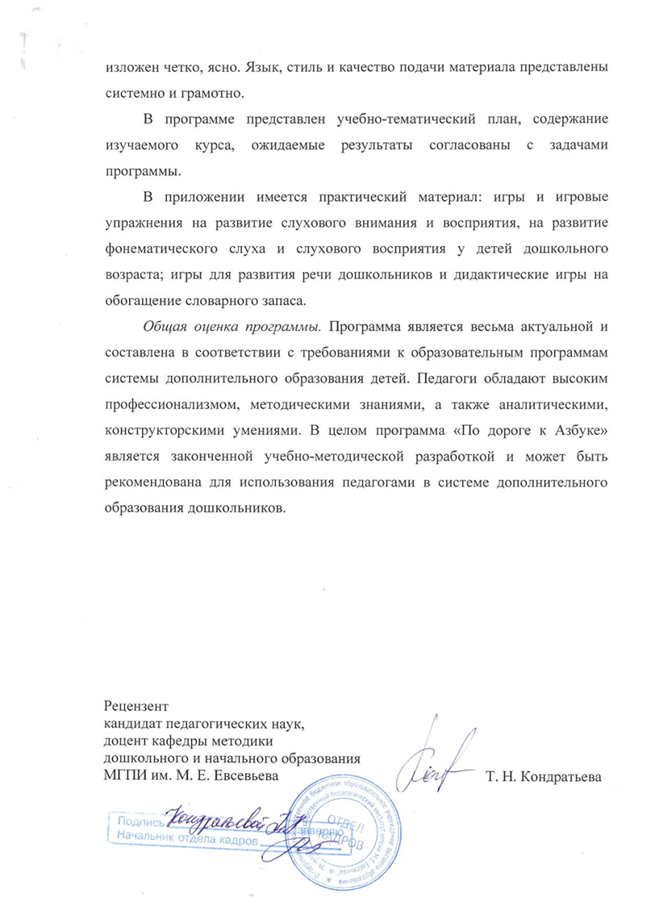 изложен четко, ясно. Язык, стиль и качество подачи материала представлены
системно и грамотно.
В программе представлен учебно-тематический план, содержание
изучаемого курса, ожидаемые результаты согласованы с задачами
программы.
В приложении имеется практический материал: игры и игровые
упражнения на развитие слухового внимания и восприятия, на развитие
фонематического слуха и слухового восприятия у детей дошкольного
возраста; игры для развития речи дошкольников и дидактические игры на
обогащение словарного запаса.
Общая оценка программы. Программа является весьма актуальной и
составлена в соответствии с требованиями к образовательным программам
системы дополнительного образования детей. Педагоги обладают высоким
профессионализмом, методическими знаниями, а также аналитическими,
конструкторскими умениями. В целом программа «По дороге к Азбуке»
является законченной учебно-методической разработкой и может быть
рекомендована для использования педагогами в системе дополнительного
образования дошкольников.
Рецензент
кандидат педагогических наук,
доцент кафедры методики
дошкольного и начального образования
МГПИ им. М. Е. Евсевьева
Т. Н. Кондратьева
Подпись Кондратьевой Т.Н. заверяю
Начальник отдела кадров
ОТДЕЛ
КАДРОВ